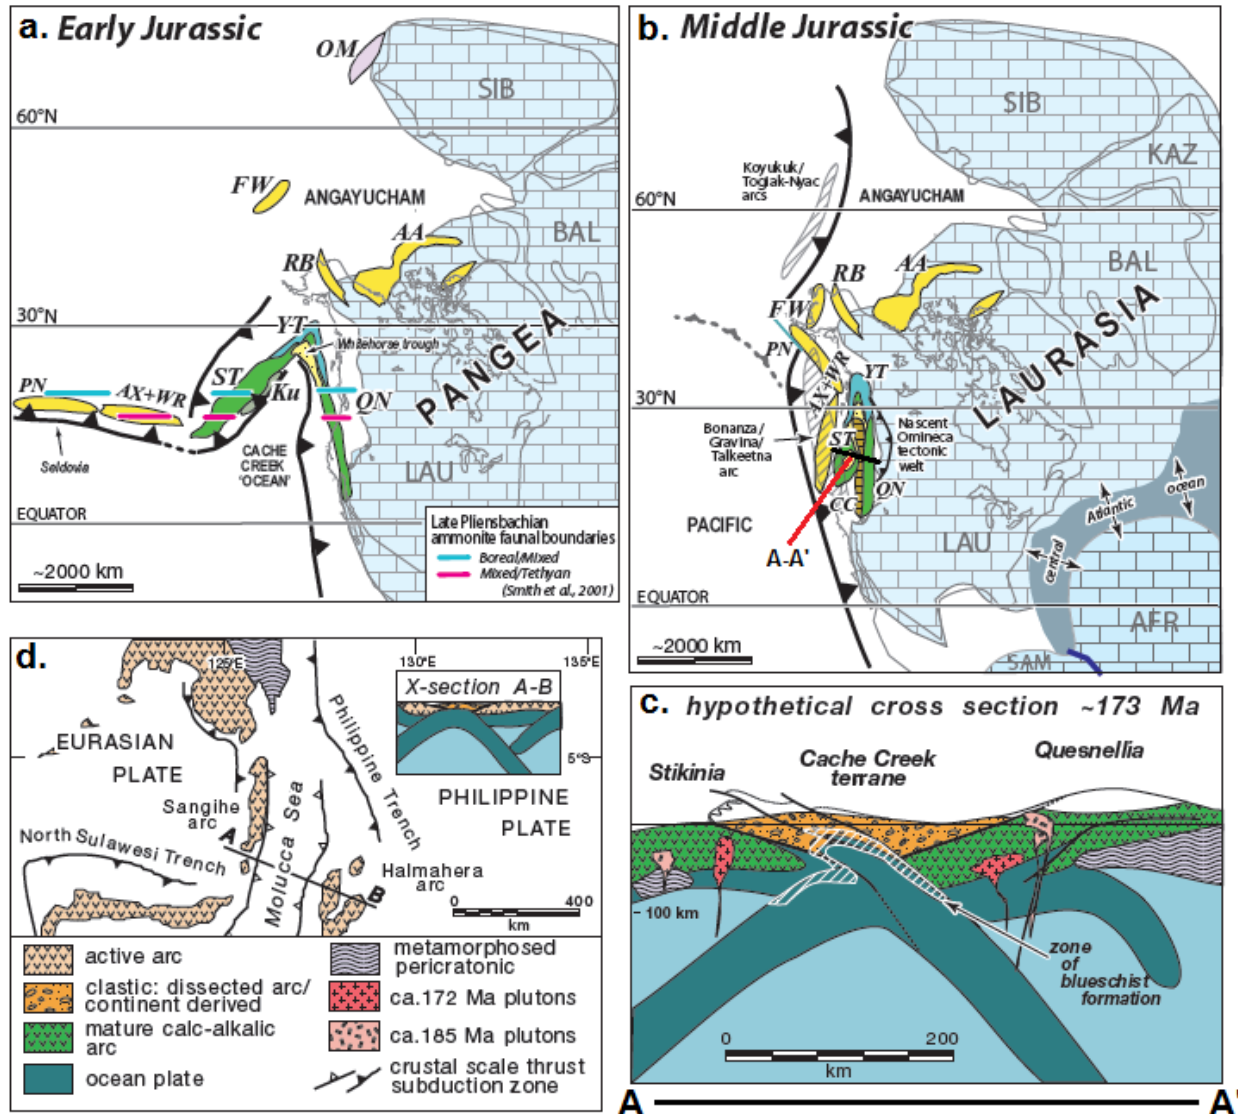 a. Early Jurassic
OM
SIB
60°N
FW
ANGAYUCHAM
AA
BAL
RB
30°N
YT
Whitehorse trough
PANGEA
PN
AX+WR
ST
Ku
QN
Seldovia
CACHE
CREEK
'OCEAN'
LAU
EQUATOR
~2000 km
Late Pliensbachian
ammonite faunal boundaries
Boreal/Mixed
Mixed/Tethyan
(Smith et al., 2001)
b. Middle Jurassic
SIB
KAZ
Koyukuk/
Togiak-Nyac
arcs
60°N
ANGAYUCHAM
BAL
AA
RB
FW
PN
LAURASIA
AX+WR
YT
30°N
Bonanza/
Gravina/
Talkeetna
arc
ST
Nascent
Omineca
tectonic
welt
QN
CC
PACIFIC
A-A'
LAU
central
Atlantic
ocean
EQUATOR
AFR
~2000 km
SAM
d.
125°E
130°E
135°E
X-section A-B
EURASIAN
PLATE
5°S
Philippine Trench
PHILIPPINE
PLATE
Sangihe
arc
A
Molucca Sea
North Sulawesi Trench
Halmahera
arc
B
0
400
km
active arc
clastic: dissected arc/
continent derived
mature calc-alkalic
arc
ocean plate
metamorphosed
pericratonic
ca.172 Ma plutons
ca.185 Ma plutons
crustal scale thrust
subduction zone
c. hypothetical cross section ~173 Ma
Stikinia
Cache Creek
terrane
Quesnellia
- 100 km
zone
of
blueschist
formation
0
200
km
A
A'